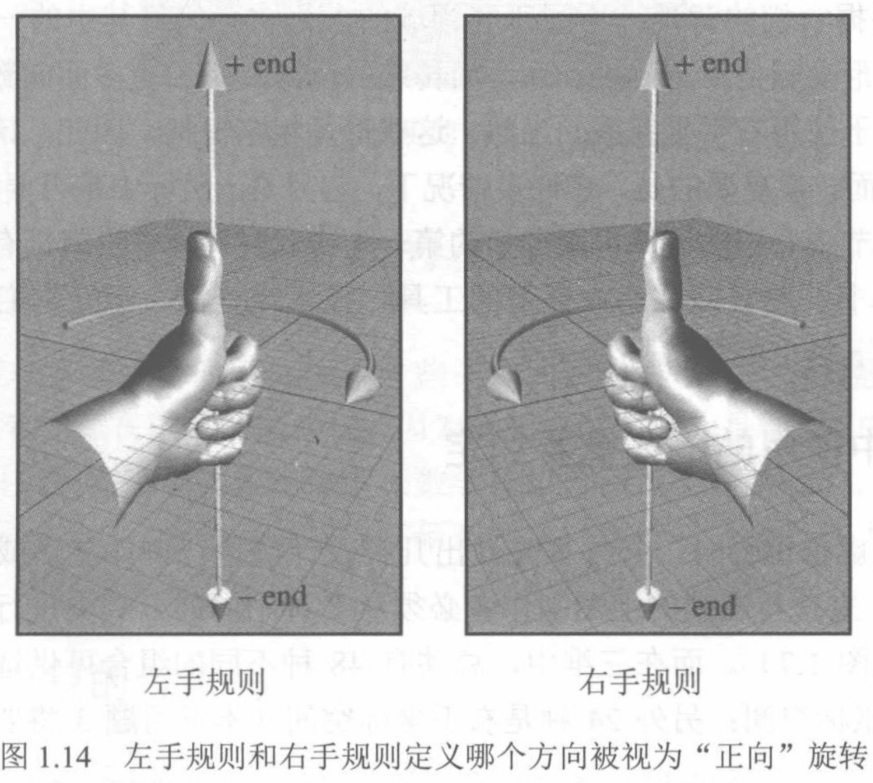 + end
+ end
– end
– end
左手规则
右手规则
图 1.14 左手规则和右手规则定义哪个方向被视为“正向”旋转